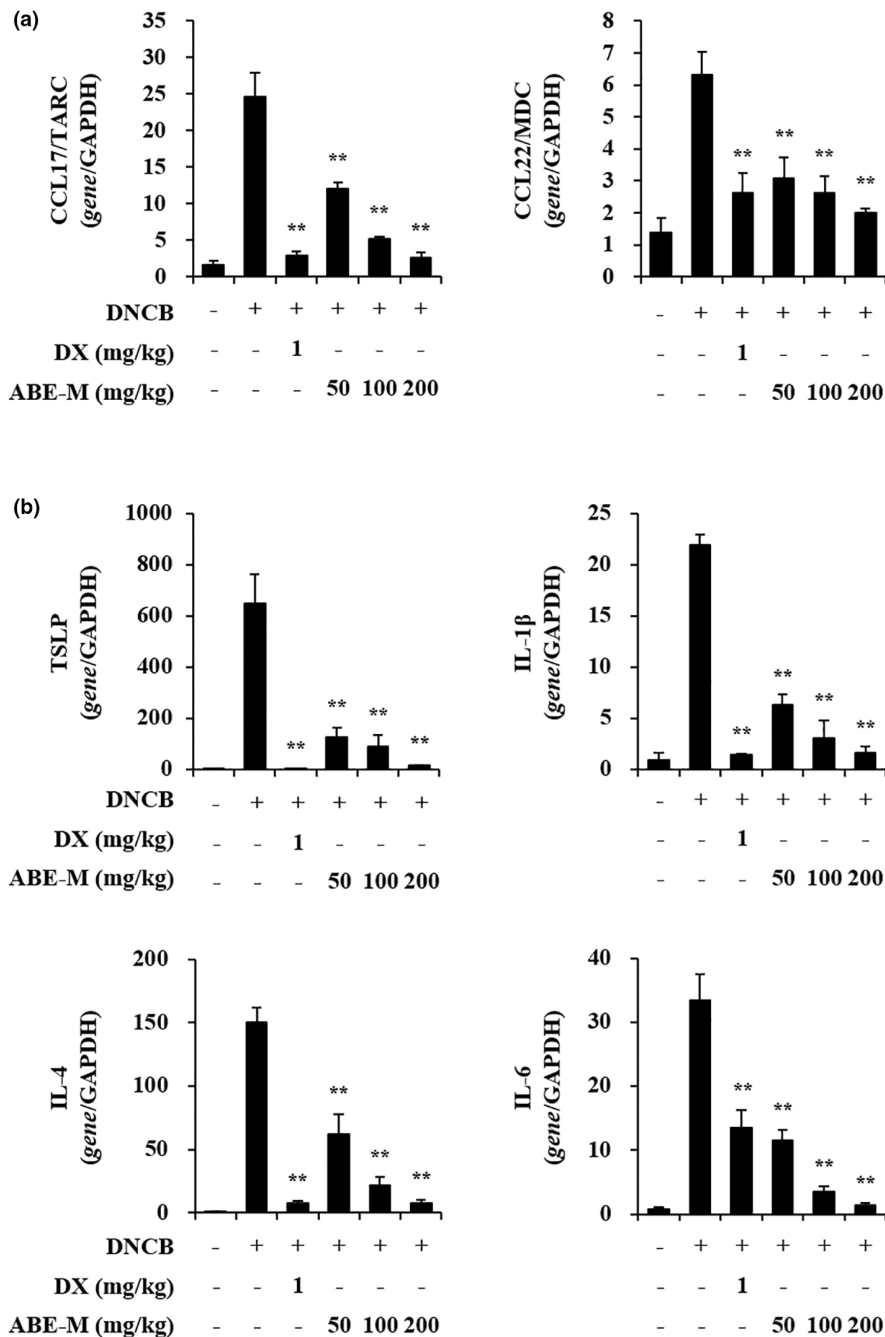 (a)
CCL17/TARC
(gene/GAPDH)
35
30
25
20
15
10
5
0
** ** ** **
DNCB - + + + + +
DX (mg/kg) - - 1 - - -
ABE-M (mg/kg) - - - 50 100 200
CCL22/MDC
(gene/GAPDH)
8
7
6
5
4
3
2
1
0
** ** ** **
- + + + + +
- - 1 - - -
- - - 50 100 200
(b)
TSLP
(gene/GAPDH)
1000
800
600
400
200
0
** ** ** **
DNCB - + + + + +
DX (mg/kg) - - 1 - - -
ABE-M (mg/kg) - - - 50 100 200
IL-1β
(gene/GAPDH)
25
20
15
10
5
0
** ** ** **
- + + + + +
- - 1 - - -
- - - 50 100 200
IL-4
(gene/GAPDH)
200
150
100
50
0
** ** ** **
DNCB - + + + + +
DX (mg/kg) - - 1 - - -
ABE-M (mg/kg) - - - 50 100 200
IL-6
(gene/GAPDH)
40
30
20
10
0
** ** ** **
- + + + + +
- - 1 - - -
- - - 50 100 200